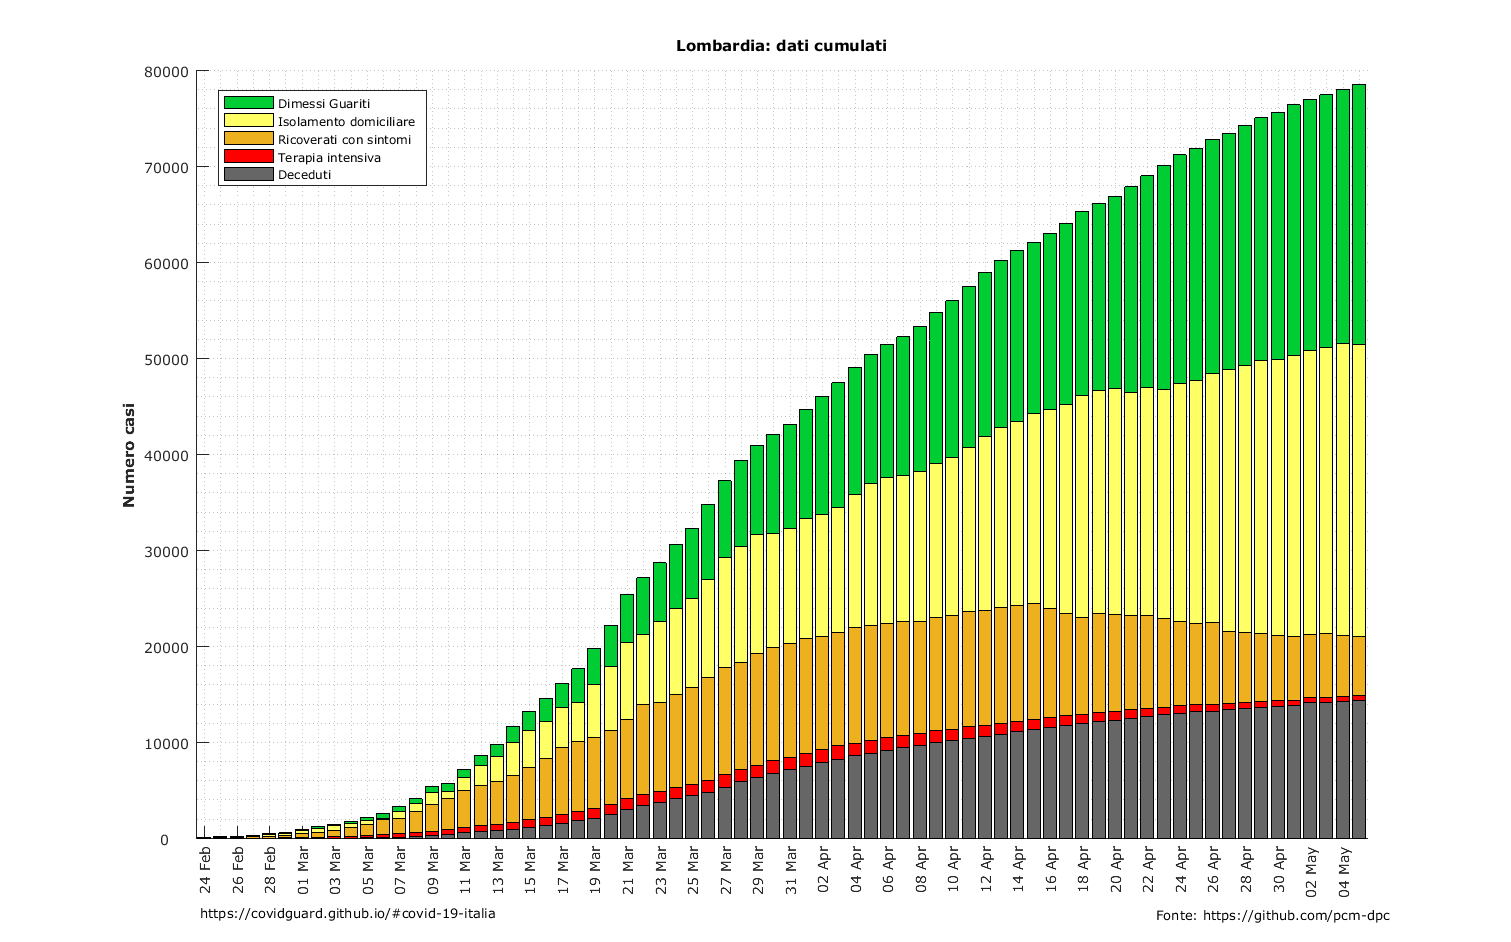 Lombardia: dati cumulati
80000
70000
60000
50000
40000
30000
20000
10000
0
Numero casi
Dimessi Guariti
Isolamento domiciliare
Ricoverati con sintomi
Terapia intensiva
Deceduti
24 Feb
26 Feb
28 Feb
01 Mar
03 Mar
05 Mar
07 Mar
09 Mar
11 Mar
13 Mar
15 Mar
17 Mar
19 Mar
21 Mar
23 Mar
25 Mar
27 Mar
29 Mar
31 Mar
02 Apr
04 Apr
06 Apr
08 Apr
10 Apr
12 Apr
14 Apr
16 Apr
18 Apr
20 Apr
22 Apr
24 Apr
26 Apr
28 Apr
30 Apr
02 May
04 May
https://covidguard.github.io/#covid-19-italia
Fonte: https://github.com/pcm-dpc